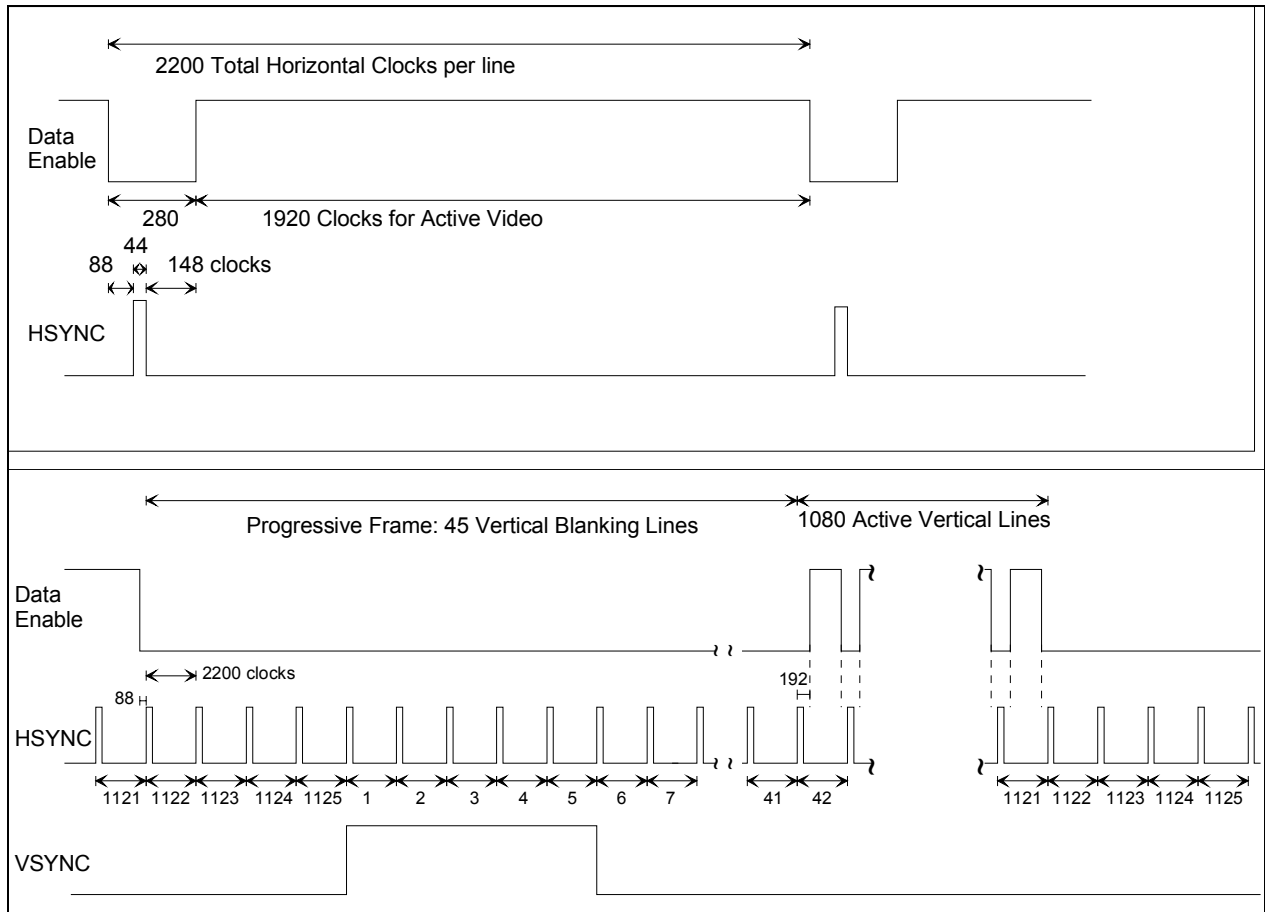 2200 Total Horizontal Clocks per line
Data
Enable
280
1920 Clocks for Active Video
44
88
148 clocks
HSYNC
Progressive Frame: 45 Vertical Blanking Lines
1080 Active Vertical Lines
Data
Enable
2200 clocks
88
192
HSYNC
1121 1122 1123 1124 1125 1 2 3 4 5 6 7 41 42 1121 1122 1123 1124 1125
VSYNC